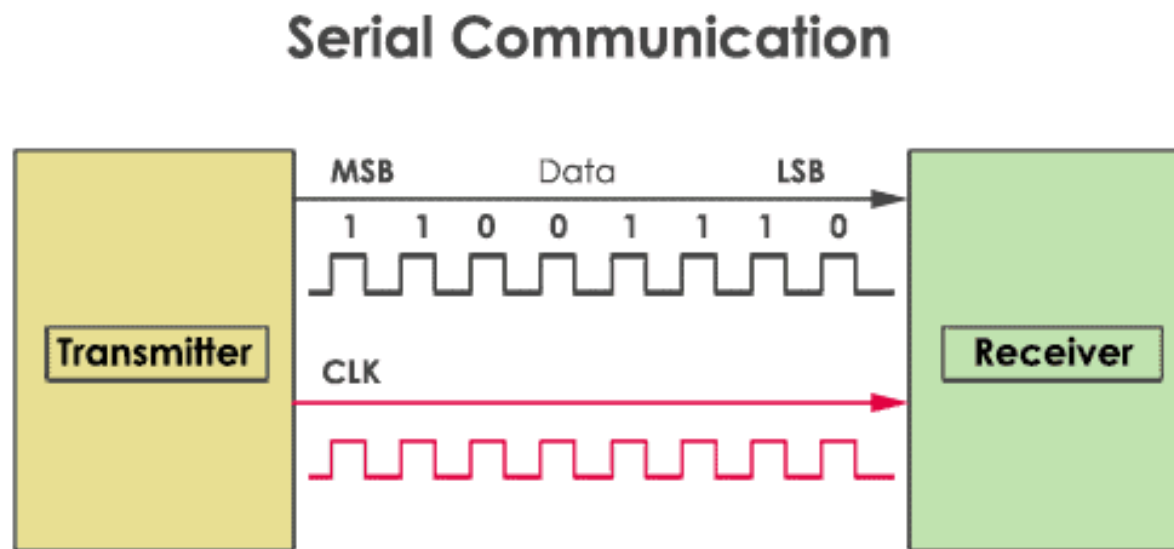 Serial Communication
MSB Data LSB
1 1 0 0 1 1 1 0
Transmitter
Receiver
CLK